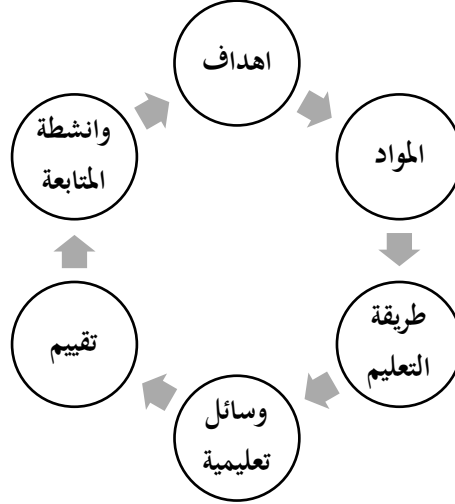 اهداف
المواد
طريقة
التعليم
وسائل
تعليمية
تقييم
وانشطة
المتابعة